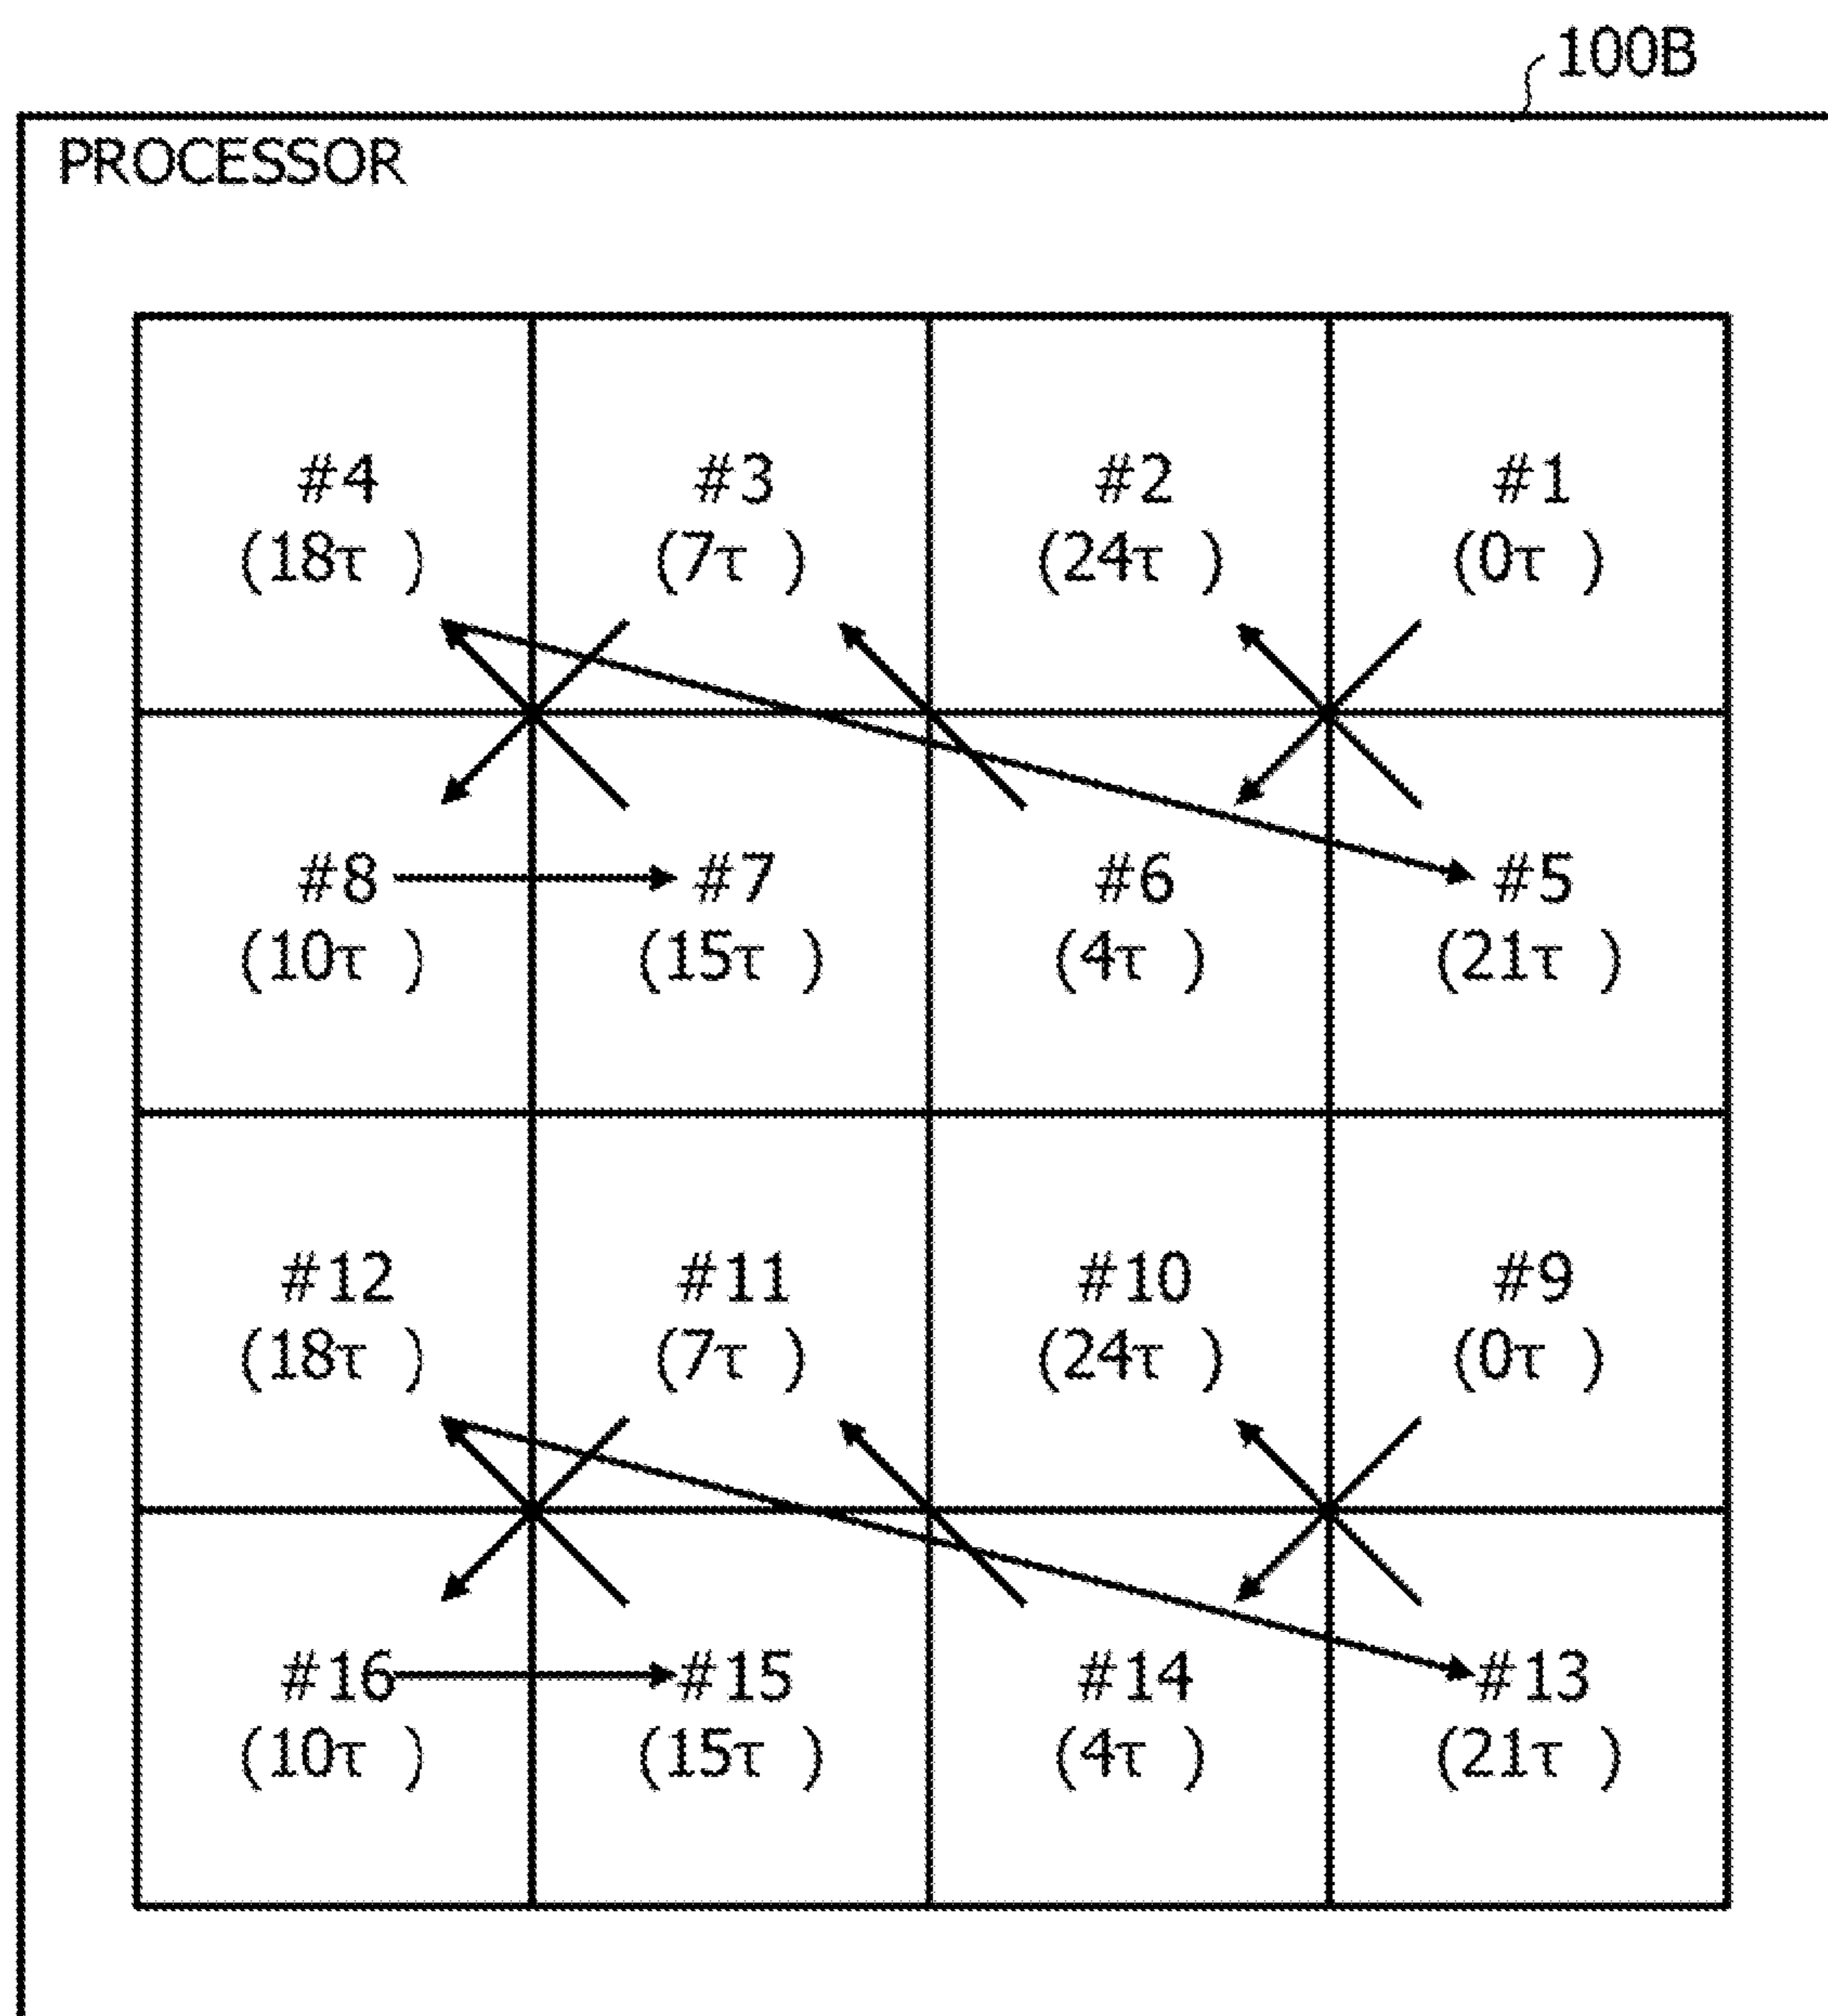 100B
PROCESSOR
#4 #3 #2 #1
(18τ ) (7τ ) (24τ ) (0τ )
#8 #7 #6 #5
(10τ ) (15τ ) (4τ ) (21τ )
#12 #11 #10 #9
(18τ ) (7τ ) (24τ ) (0τ )
#16 #15 #14 #13
(10τ ) (15τ ) (4τ ) (21τ )